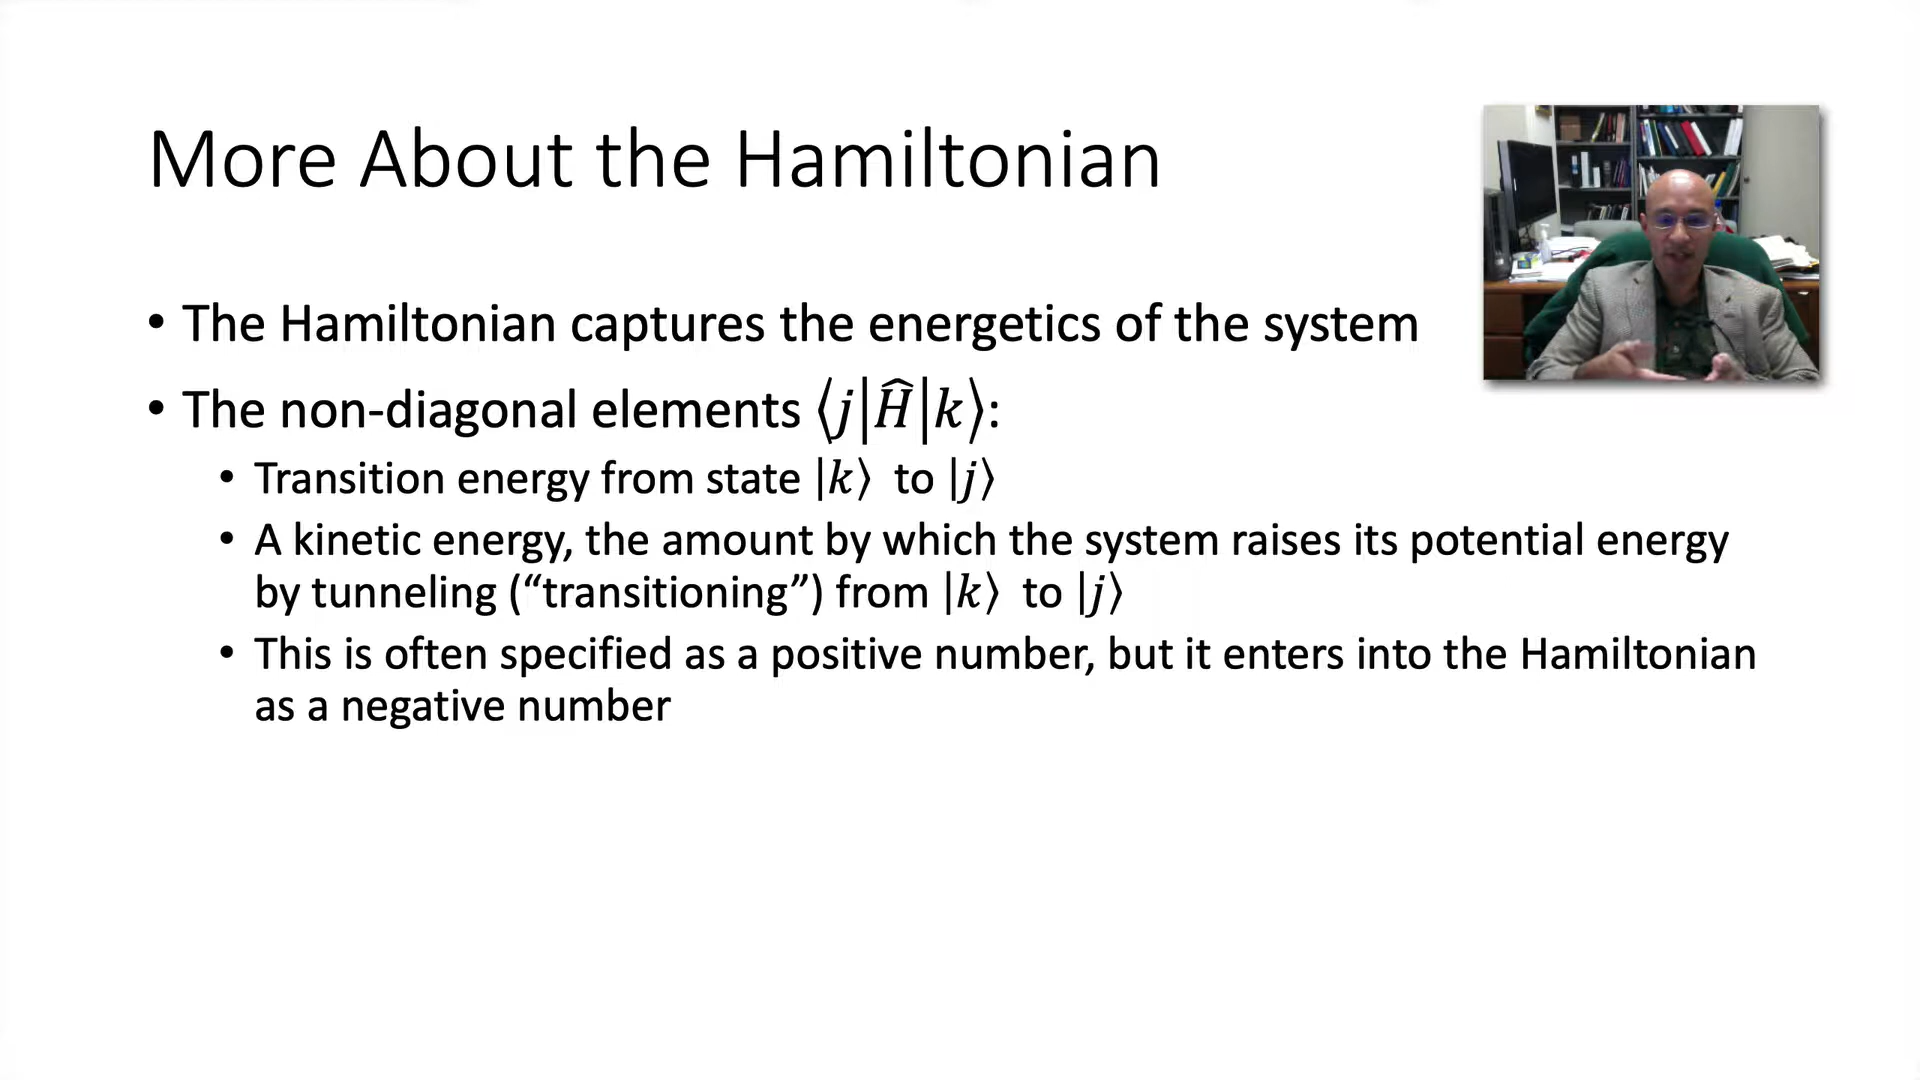 More About the Hamiltonian
• The Hamiltonian captures the energetics of the system
• The non-diagonal elements ⟨j|Ĥ|k⟩:
• Transition energy from state |k⟩ to |j⟩
• A kinetic energy, the amount by which the system raises its potential energy
by tunneling (“transitioning”) from |k⟩ to |j⟩
• This is often specified as a positive number, but it enters into the Hamiltonian
as a negative number